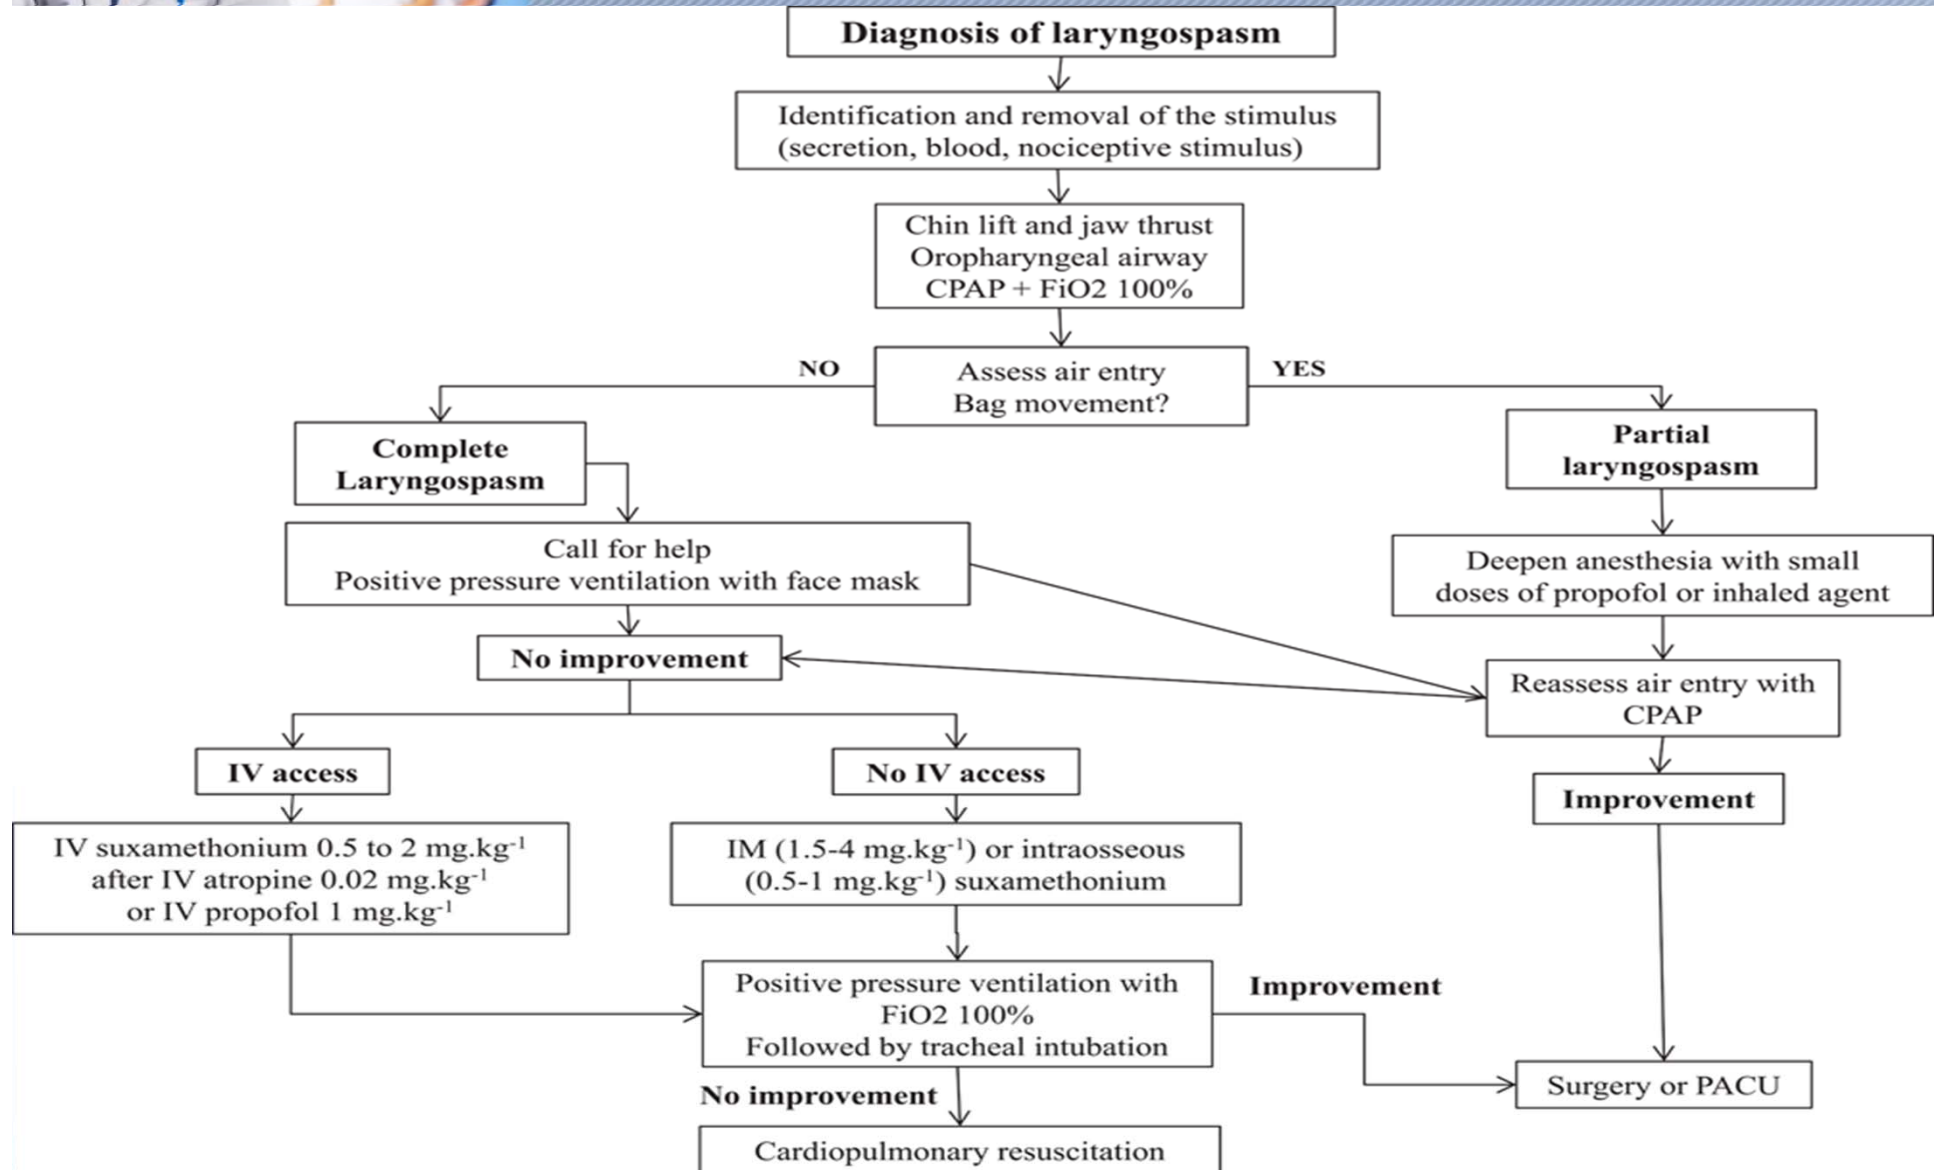 Diagnosis of laryngospasm
Identification and removal of the stimulus
(secretion, blood, nociceptive stimulus)
Chin lift and jaw thrust
Oropharyngeal airway
CPAP + FiO2 100%
Assess air entry
Bag movement?
NO
YES
Complete
Laryngospasm
Partial
laryngospasm
Call for help
Positive pressure ventilation with face mask
Deepen anesthesia with small
doses of propofol or inhaled agent
No improvement
Reassess air entry with
CPAP
IV access
No IV access
Improvement
IV suxamethonium 0.5 to 2 mg.kg⁻¹
after IV atropine 0.02 mg.kg⁻¹
or IV propofol 1 mg.kg⁻¹
IM (1.5-4 mg.kg⁻¹) or intraosseous
(0.5-1 mg.kg⁻¹) suxamethonium
Positive pressure ventilation with
FiO2 100%
Followed by tracheal intubation
Improvement
No improvement
Surgery or PACU
Cardiopulmonary resuscitation